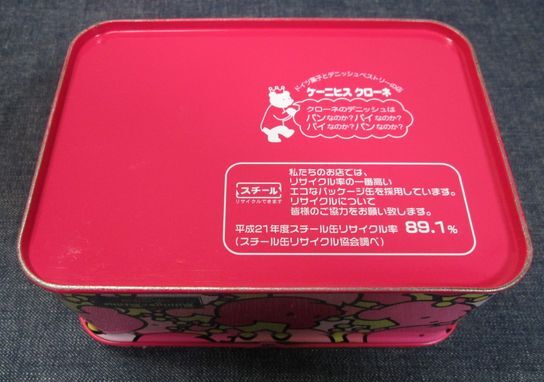 ドイツ菓子とデニッシュペストリーの店
ケーニヒス クローネ
クローネのデニッシュは
パンなのか?パイなのか?
パイなのか?パンなのか?
スチール
リサイクルできます
私たちのお店では、
リサイクル率の一番高い
エコなパッケージ缶を採用しています。
リサイクルについて
皆様のご協力をお願い致します。
平成21年度スチール缶リサイクル率 89.1%
(スチール缶リサイクル協会調べ)